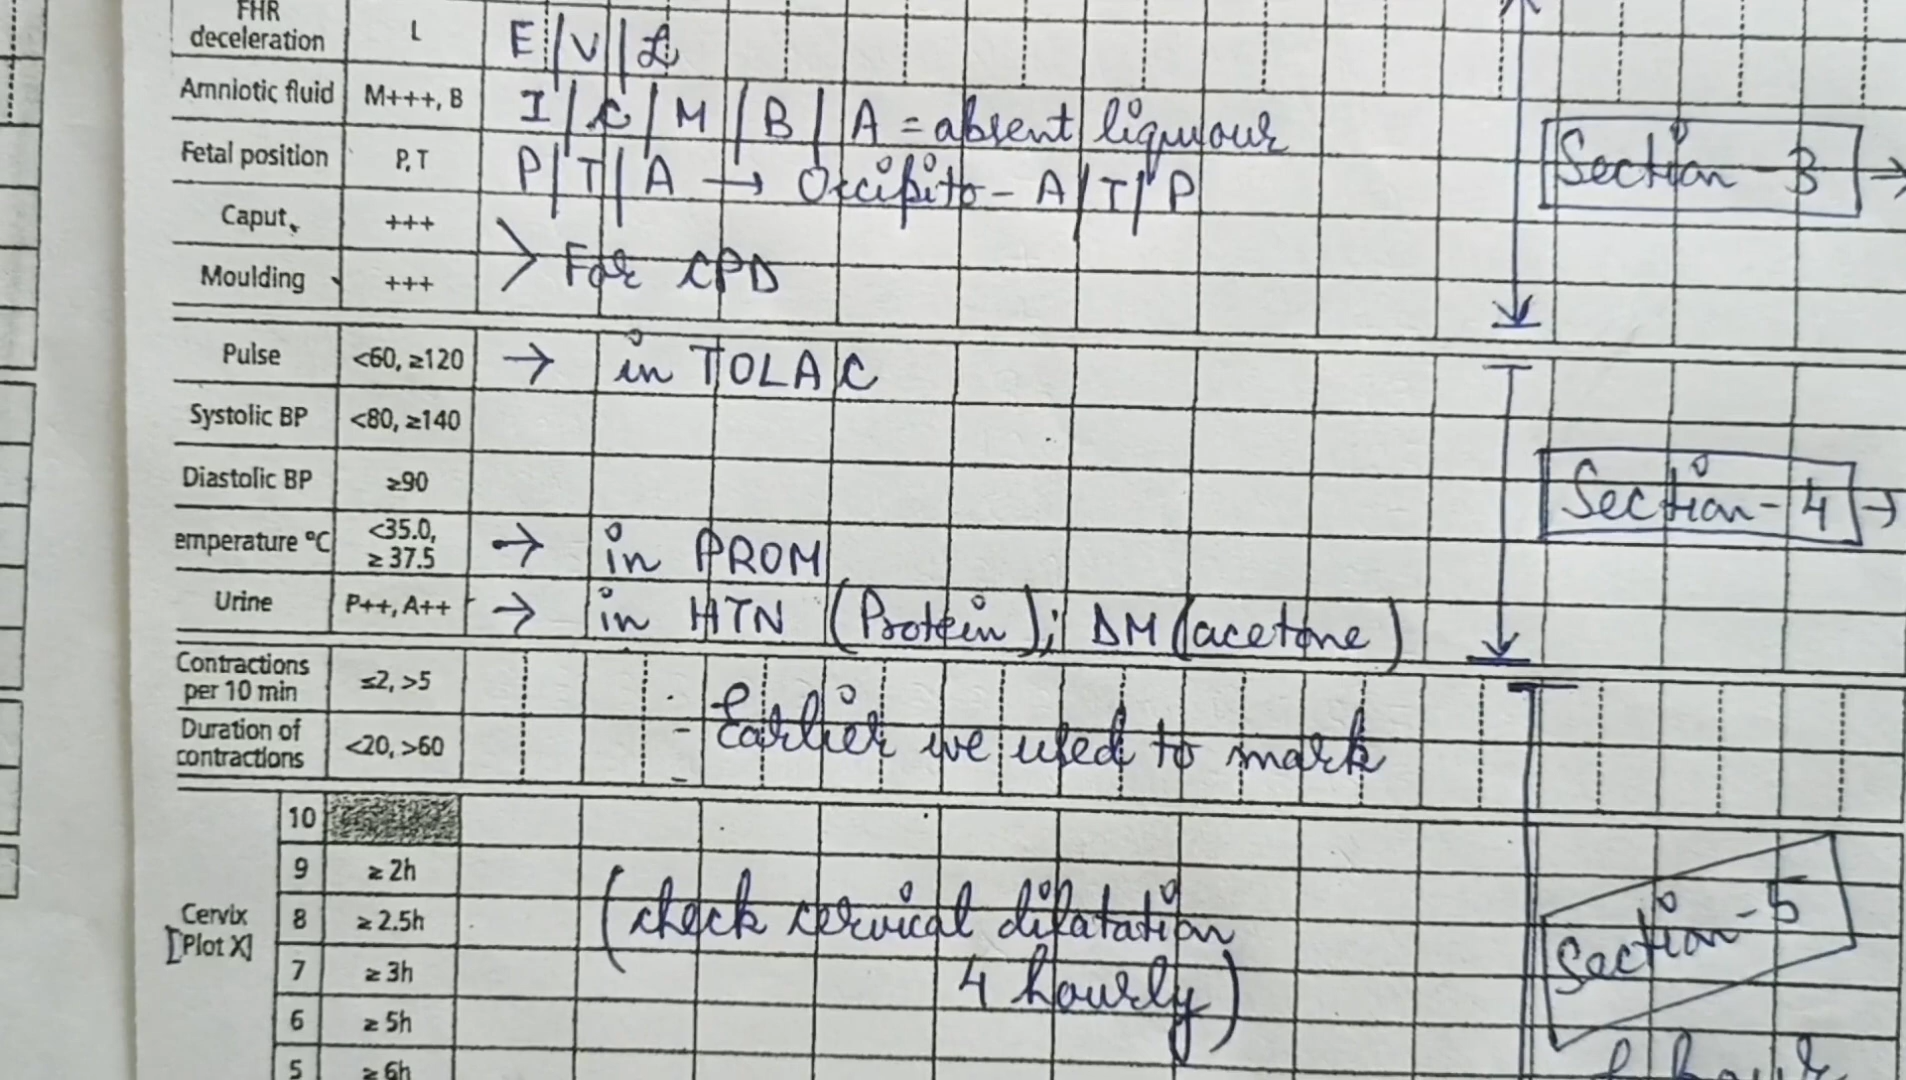 FHR
deceleration L E | V | L
Amniotic fluid M+++, B I | C | M | B | A = absent liquour
Fetal position P, T P | T | A → Occipito - A | T | P
Section - 3 →
Caput +++
For CPD
Moulding +++
Pulse <60, ≥120 → in TOLAC
Systolic BP <80, ≥140
Diastolic BP ≥90
Section - 4 →
emperature °C <35.0,
≥ 37.5 → in PROM
Urine P++, A++ → in HTN (Protein); DM (acetone)
Contractions
per 10 min ≤2, >5
- Earlier we used to mark
Duration of
contractions <20, >60
-
Cervix
[Plot X]
10
9 ≥ 2h
8 ≥ 2.5h (check cervical dilatation
7 ≥ 3h 4 hourly)
6 ≥ 5h
5 ≥ 6h
Section - 5